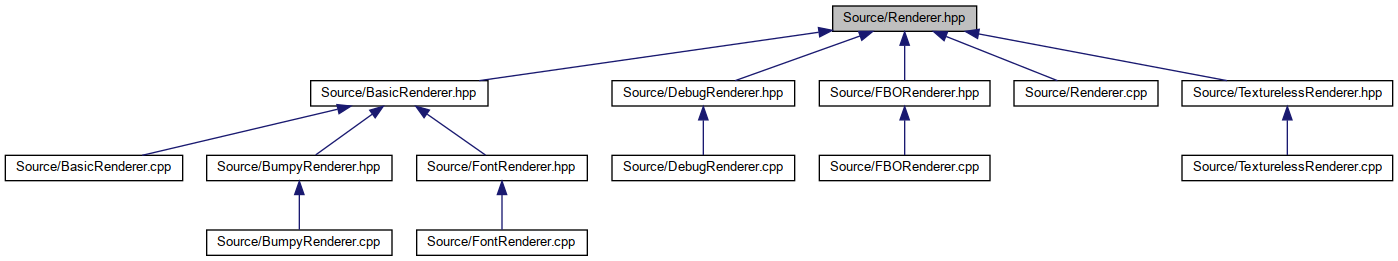 Source/Renderer.hpp
Source/BasicRenderer.hpp
Source/DebugRenderer.hpp
Source/FBORenderer.hpp
Source/Renderer.cpp
Source/TexturelessRenderer.hpp
Source/BasicRenderer.cpp
Source/BumpyRenderer.hpp
Source/FontRenderer.hpp
Source/DebugRenderer.cpp
Source/FBORenderer.cpp
Source/TexturelessRenderer.cpp
Source/BumpyRenderer.cpp
Source/FontRenderer.cpp